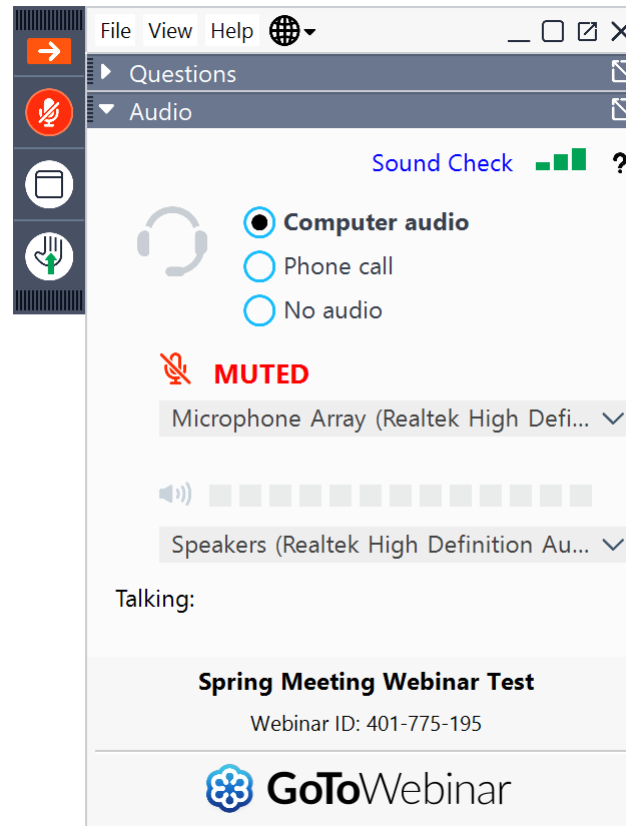 File View Help
Questions
Audio
Sound Check ?
Computer audio
Phone call
No audio
MUTED
Microphone Array (Realtek High Defi...
Speakers (Realtek High Definition Au...
Talking:
Spring Meeting Webinar Test
Webinar ID: 401-775-195
GoToWebinar